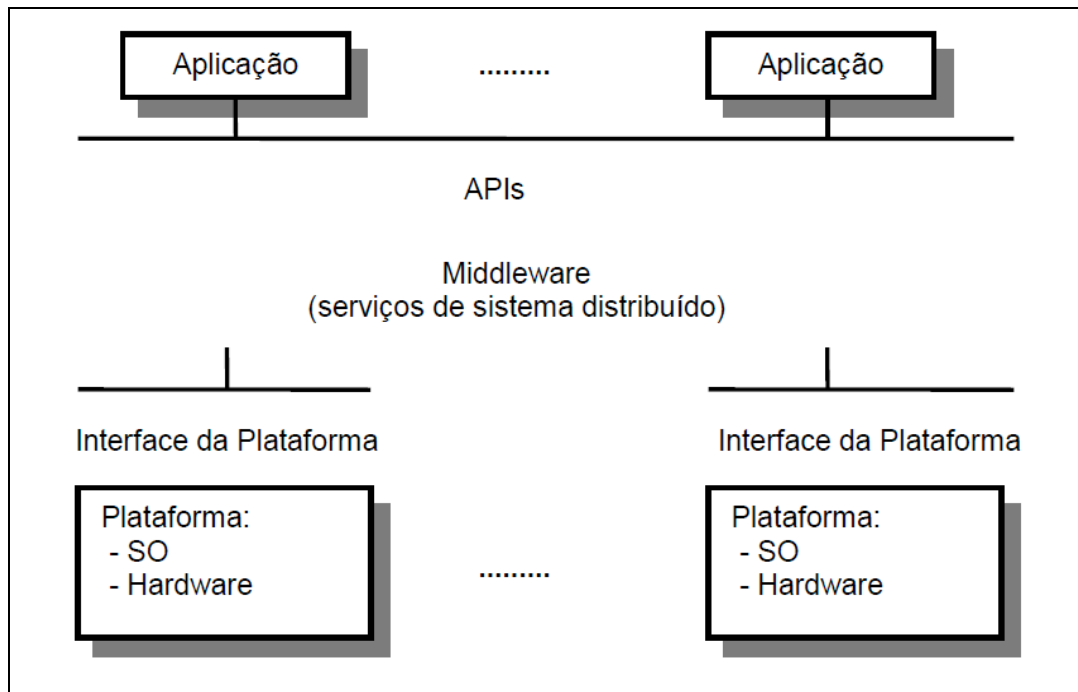 Aplicação ......... Aplicação
APIs
Middleware
(serviços de sistema distribuído)
Interface da Plataforma Interface da Plataforma
Plataforma: Plataforma:
- SO - SO
- Hardware ......... - Hardware